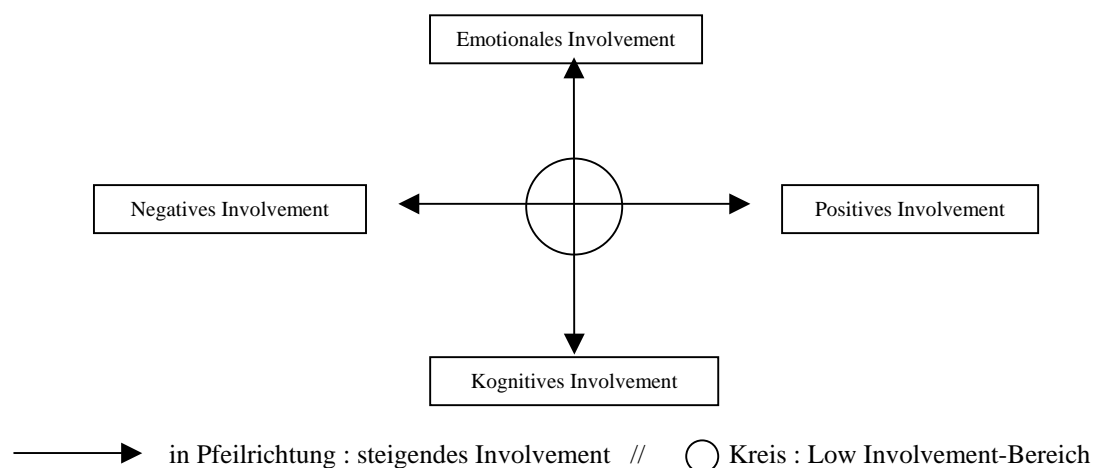 Emotionales Involvement
Negatives Involvement
Positives Involvement
Kognitives Involvement
in Pfeilrichtung : steigendes Involvement // Kreis : Low Involvement-Bereich